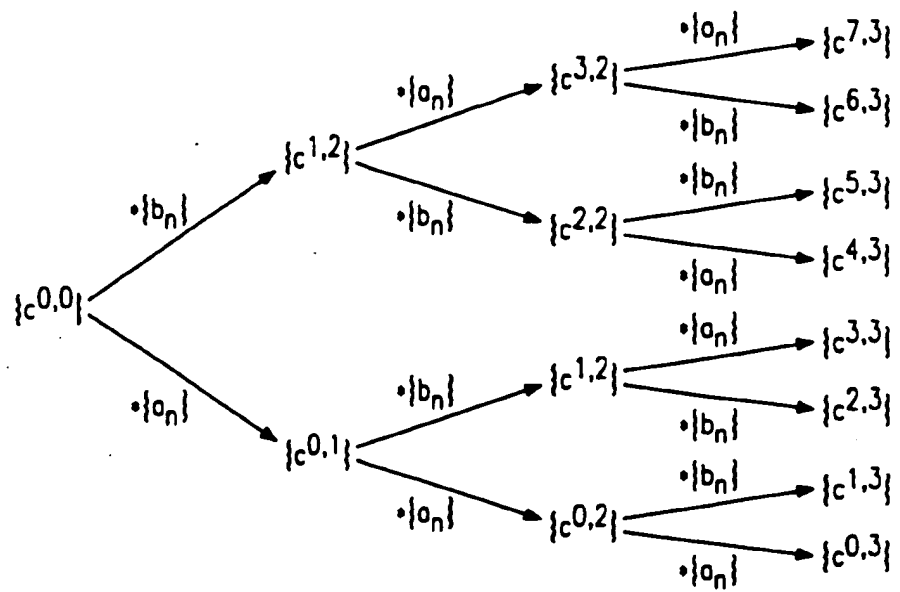 *{a_n}
{c^7,3}
{c^3,2}
*{a_n}
{c^6,3}
*{b_n}
{c^1,2}
*{b_n}
{c^5,3}
*{b_n}
*{b_n}
{c^2,2}
{c^4,3}
*{a_n}
{c^0,0}
*{a_n}
{c^3,3}
*{b_n}
{c^1,2}
*{a_n}
{c^2,3}
*{b_n}
{c^0,1}
*{b_n}
{c^1,3}
*{a_n}
{c^0,2}
{c^0,3}
*{a_n}